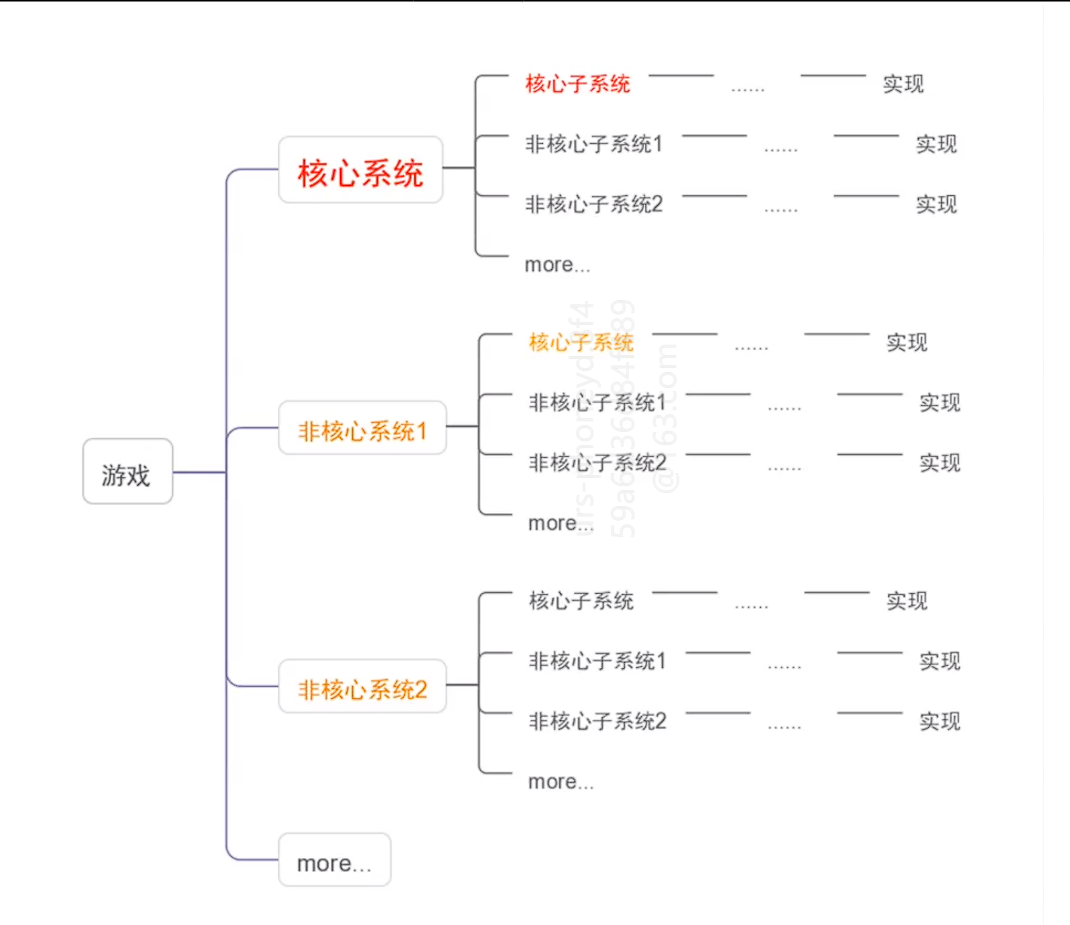 核心子系统 ...... 实现
非核心子系统1 ...... 实现
核心系统
非核心子系统2 ...... 实现
more...
核心子系统 ...... 实现
非核心子系统1 ...... 实现
非核心系统1
非核心子系统2 ...... 实现
游戏
more...
核心子系统 ...... 实现
非核心子系统1 ...... 实现
非核心系统2
非核心子系统2 ...... 实现
more...
more...
@163.com